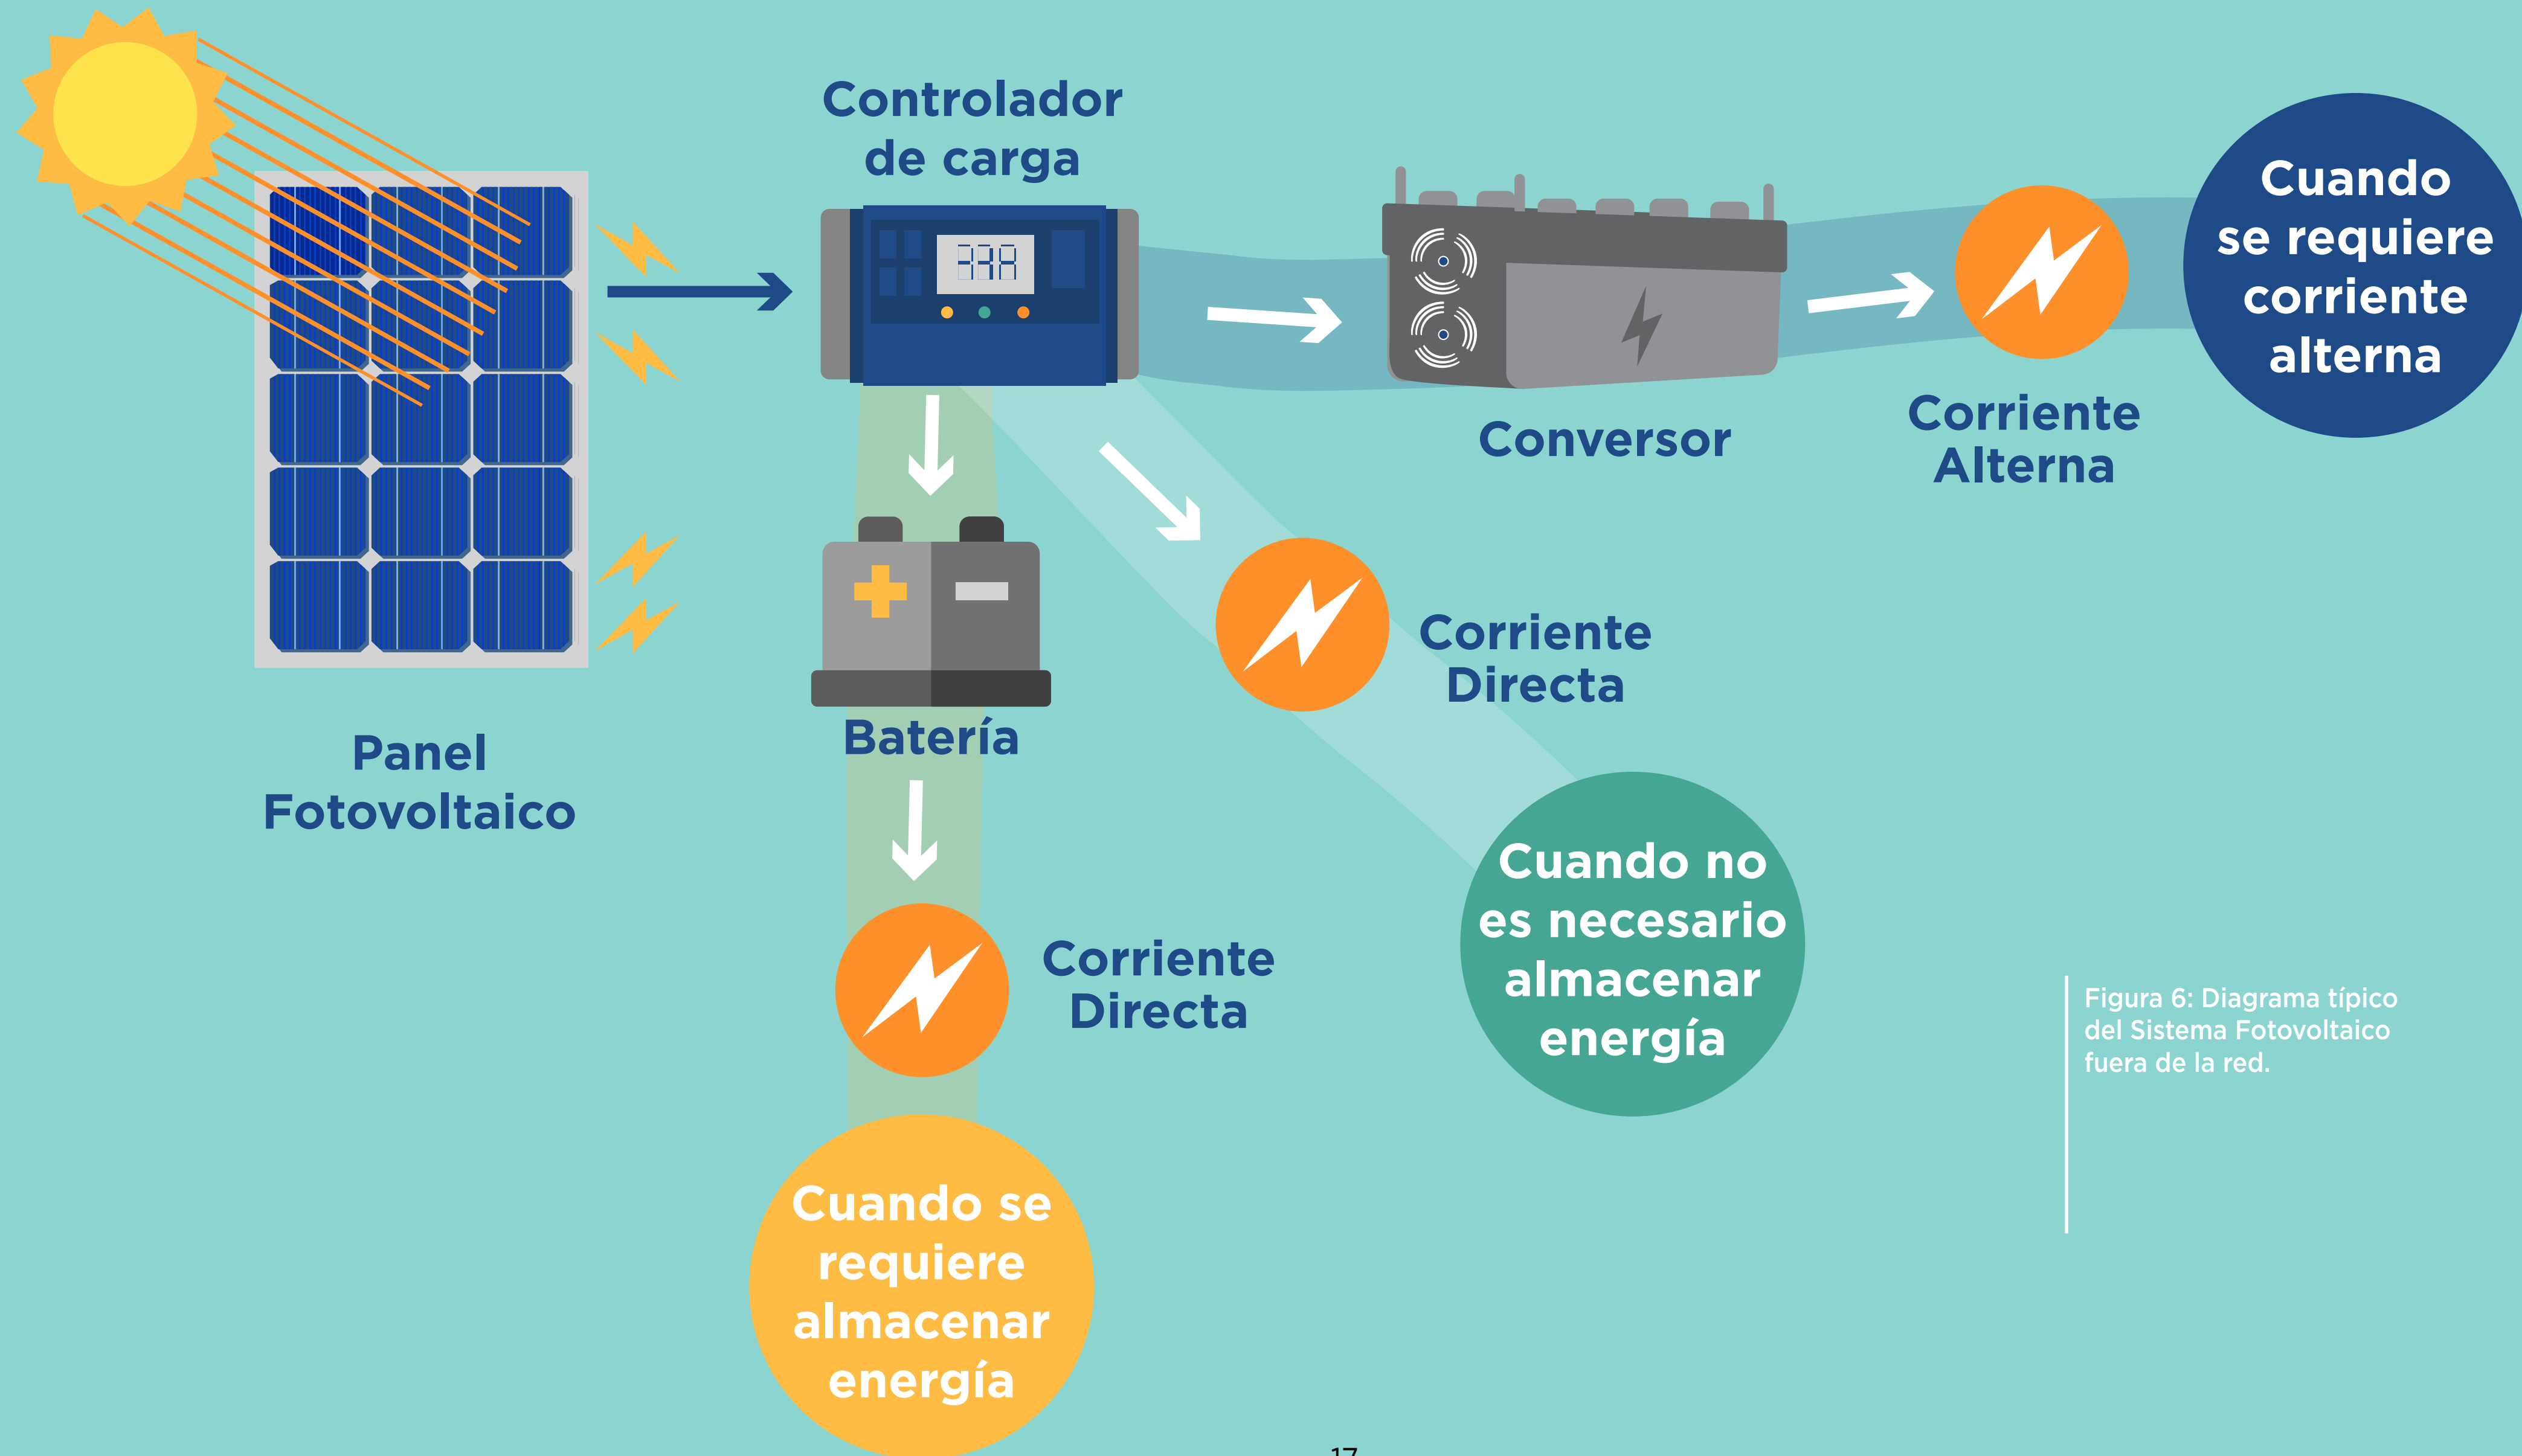 Controlador
de carga
Cuando
se requiere
corriente
alterna
Conversor
Corriente
Alterna
Panel
Fotovoltaico
Batería
Corriente
Directa
Corriente
Directa
Cuando no
es necesario
almacenar
energía
Cuando se
requiere
almacenar
energía
Figura 6: Diagrama típico
del Sistema Fotovoltaico
fuera de la red.
17